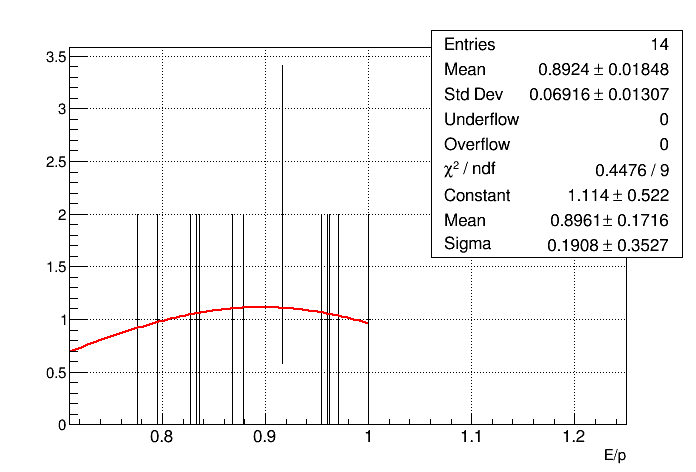 Entries 14
Mean 0.8924 ± 0.01848
Std Dev 0.06916 ± 0.01307
Underflow 0
Overflow 0
χ² / ndf 0.4476 / 9
Constant 1.114 ± 0.522
Mean 0.8961 ± 0.1716
Sigma 0.1908 ± 0.3527
3.5
3
2.5
2
1.5
1
0.5
0
0.8 0.9 1 1.1 1.2
E/p